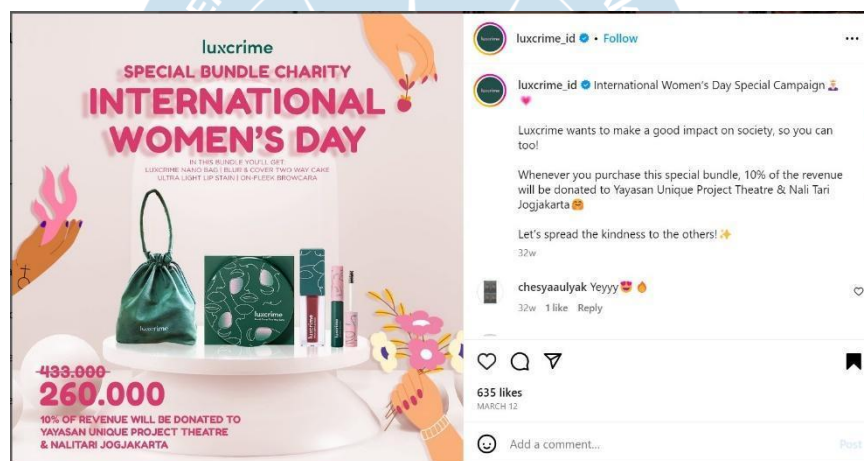 luxcrime
SPECIAL BUNDLE CHARITY
INTERNATIONAL
WOMEN'S DAY
IN THIS BUNDLE YOU'LL GET:
LUXCRIME NANO BAG | BLUR & COVER TWO WAY CAKE
ULTRA LIGHT LIP STAIN | ON-FLEEK BROWCARA
luxcrime
luxcrime
luxcrime
433.000
260.000
10% OF REVENUE WILL BE DONATED TO
YAYASAN UNIQUE PROJECT THEATRE
& NALITARI JOGJAKARTA
luxcrime_id • Follow
luxcrime_id International Women's Day Special Campaign
Luxcrime wants to make a good impact on society, so you can
too!
Whenever you purchase this special bundle, 10% of the revenue
will be donated to Yayasan Unique Project Theatre & Nali Tari
Jogjakarta🤗
Let's spread the kindness to the others!✨
32w
chesyaaulyak Yeyyy😍🔥
32w 1 like Reply
635 likes
MARCH 12
Add a comment...
Post